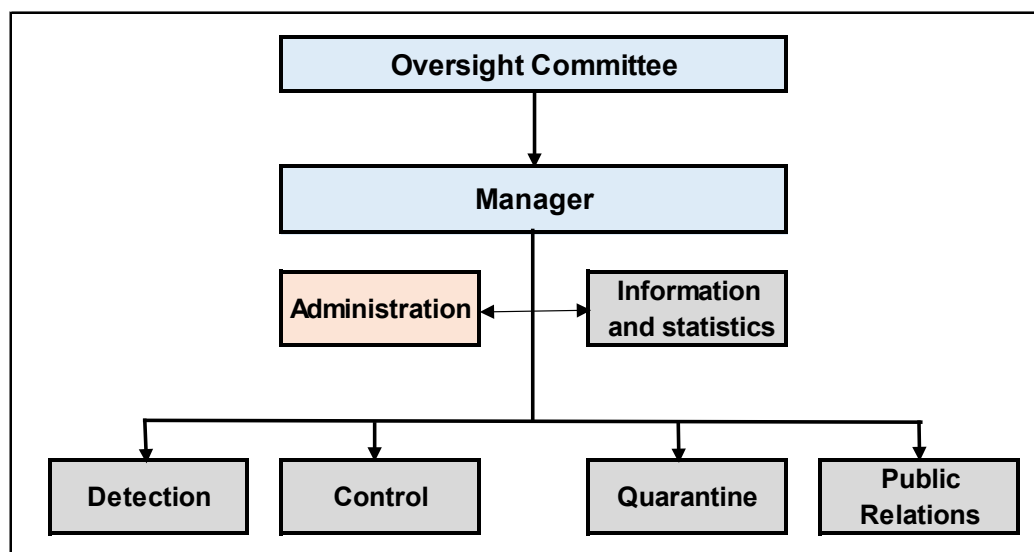 Oversight Committee
Manager
Administration
Information
and statistics
Detection
Control
Quarantine
Public
Relations